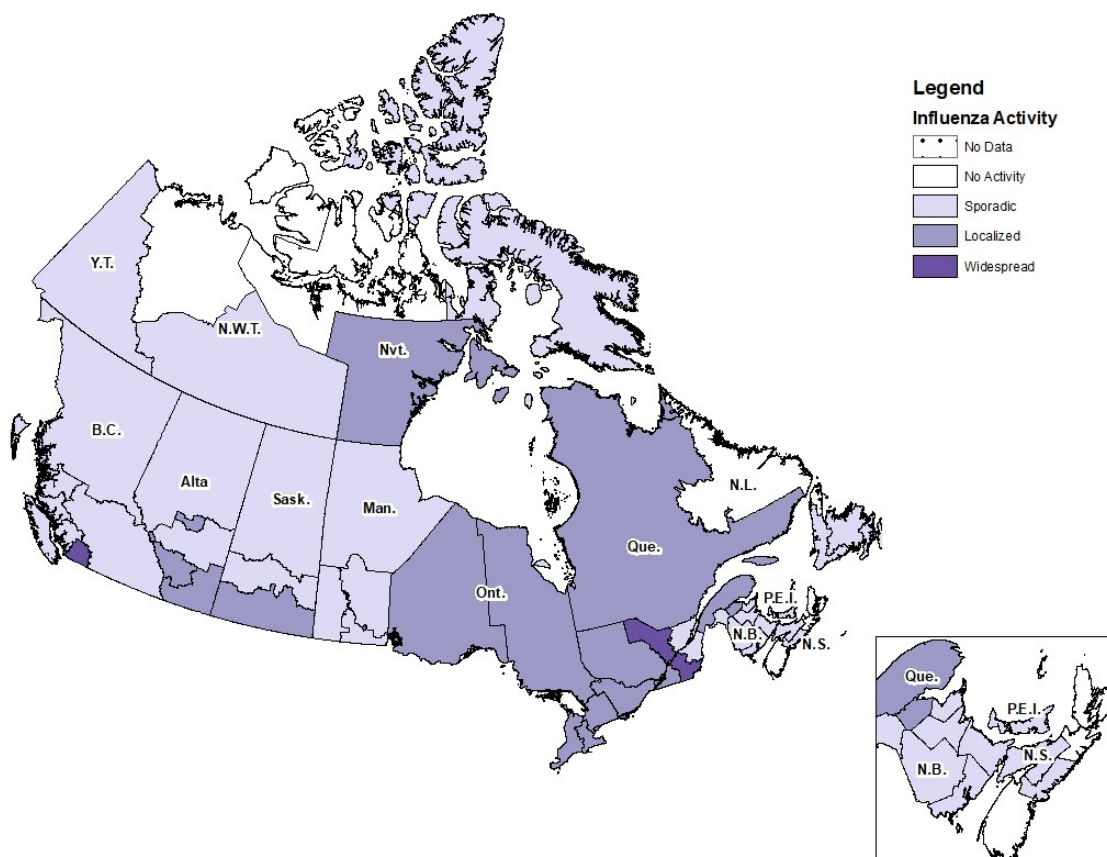 Legend
Influenza Activity
No Data
No Activity
Sporadic
Localized
Widespread
Y.T.
N.W.T.
Nvt.
B.C.
Alta
Sask.
Man.
N.L.
Que.
Ont.
P.E.I.
N.B.
N.S.
Que.
P.E.I.
N.S.
N.B.